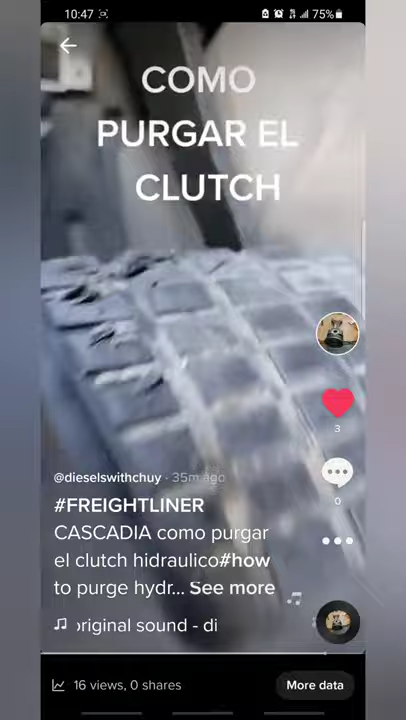 10:47
75%
COMO
PURGAR EL
CLUTCH
3
0
@dieselswithchuy · 35m ago
#FREIGHTLINER
CASCADIA como purgar
el clutch hidraulico#how
to purge hydr... See more
original sound - di
16 views, 0 shares
More data